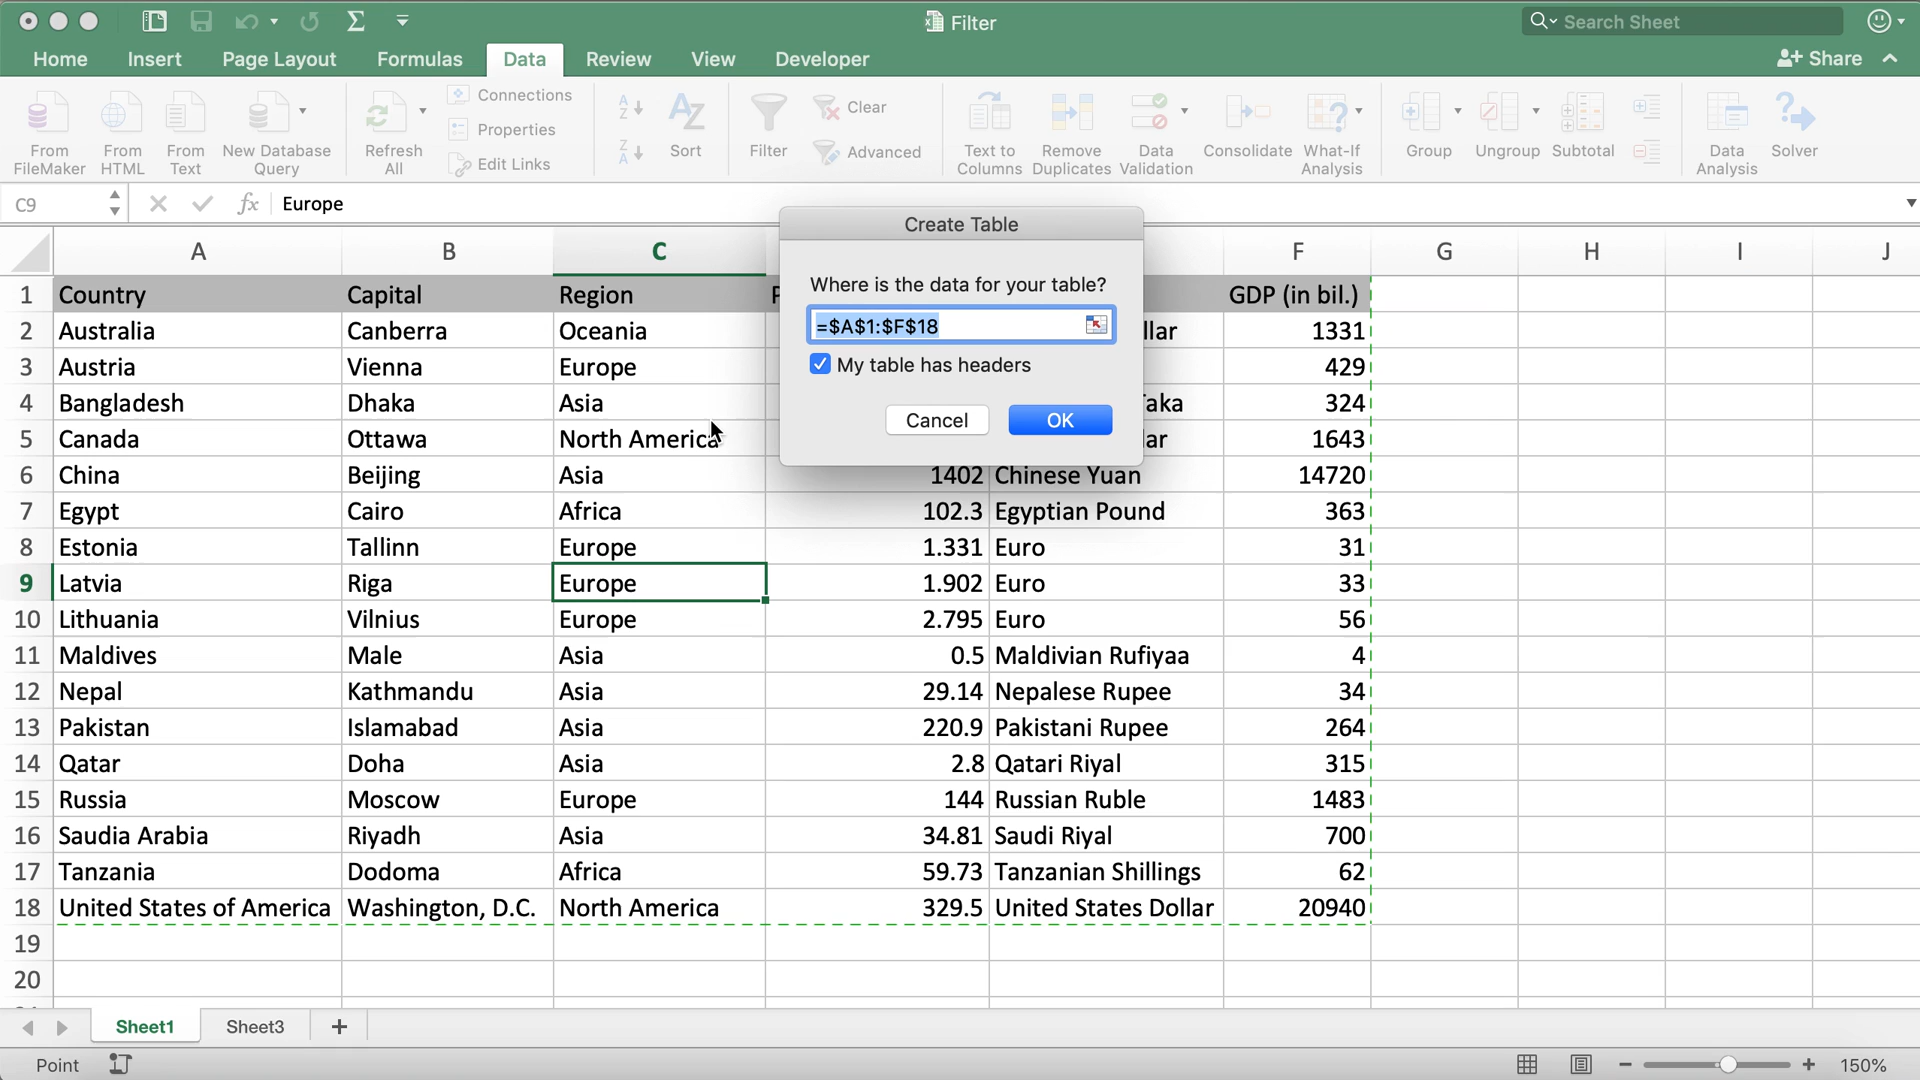 Filter
Search Sheet
Home Insert Page Layout Formulas Data Review View Developer Share
From FileMaker
From HTML
From Text
New Database Query
Refresh All
Connections
Properties
Edit Links
A Z
Z A
A Z
Sort
Filter
Clear
Advanced
Text to Columns
Remove Duplicates
Data Validation
Consolidate
What-If Analysis
Group
Ungroup
Subtotal
Data Analysis
Solver
C9 fx Europe
Create Table
Where is the data for your table?
=$A$1:$F$18
My table has headers
Cancel OK
A B C F G H I J
1 Country Capital Region GDP (in bil.)
2 Australia Canberra Oceania llar 1331
3 Austria Vienna Europe 429
4 Bangladesh Dhaka Asia aka 324
5 Canada Ottawa North America lar 1643
6 China Beijing Asia 1402 Chinese Yuan 14720
7 Egypt Cairo Africa 102.3 Egyptian Pound 363
8 Estonia Tallinn Europe 1.331 Euro 31
9 Latvia Riga Europe 1.902 Euro 33
10 Lithuania Vilnius Europe 2.795 Euro 56
11 Maldives Male Asia 0.5 Maldivian Rufiyaa 4
12 Nepal Kathmandu Asia 29.14 Nepalese Rupee 34
13 Pakistan Islamabad Asia 220.9 Pakistani Rupee 264
14 Qatar Doha Asia 2.8 Qatari Riyal 315
15 Russia Moscow Europe 144 Russian Ruble 1483
16 Saudia Arabia Riyadh Asia 34.81 Saudi Riyal 700
17 Tanzania Dodoma Africa 59.73 Tanzanian Shillings 62
18 United States of America Washington, D.C. North America 329.5 United States Dollar 20940
19
20
Sheet1 Sheet3 +
Point 150%